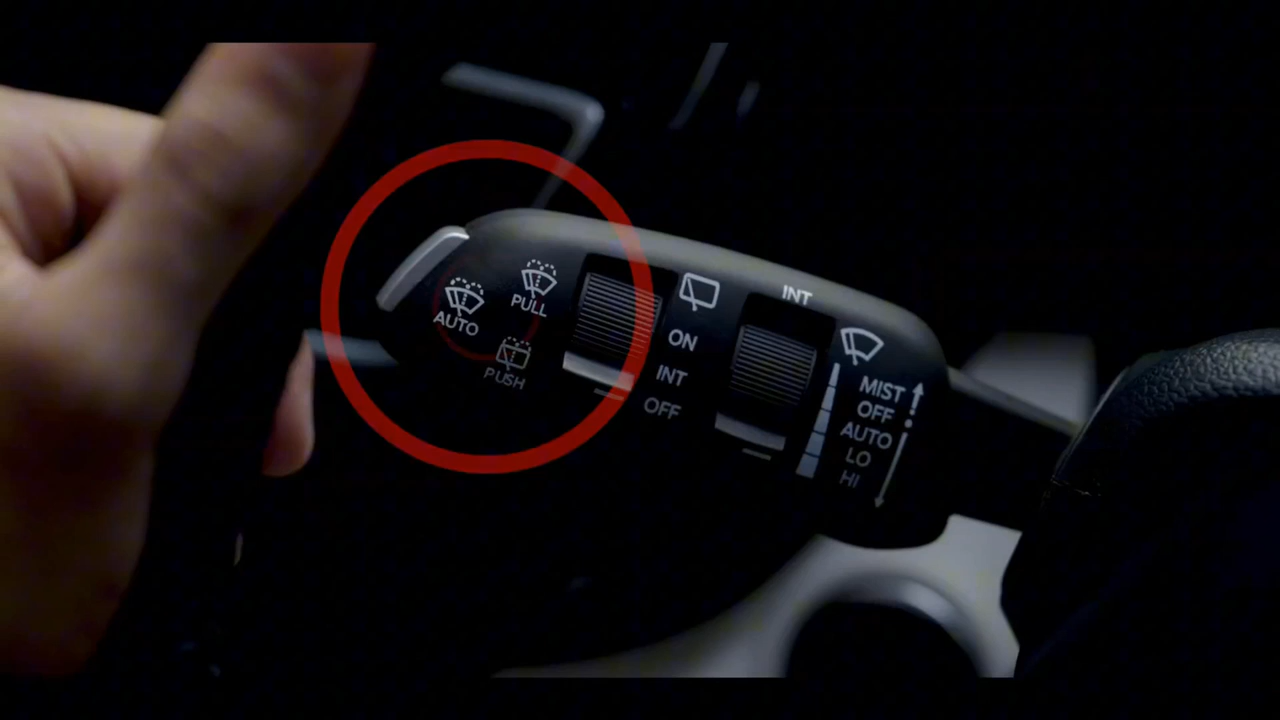 AUTO
PULL
PUSH
ON
INT
OFF
INT
MIST
OFF
AUTO
LO
HI